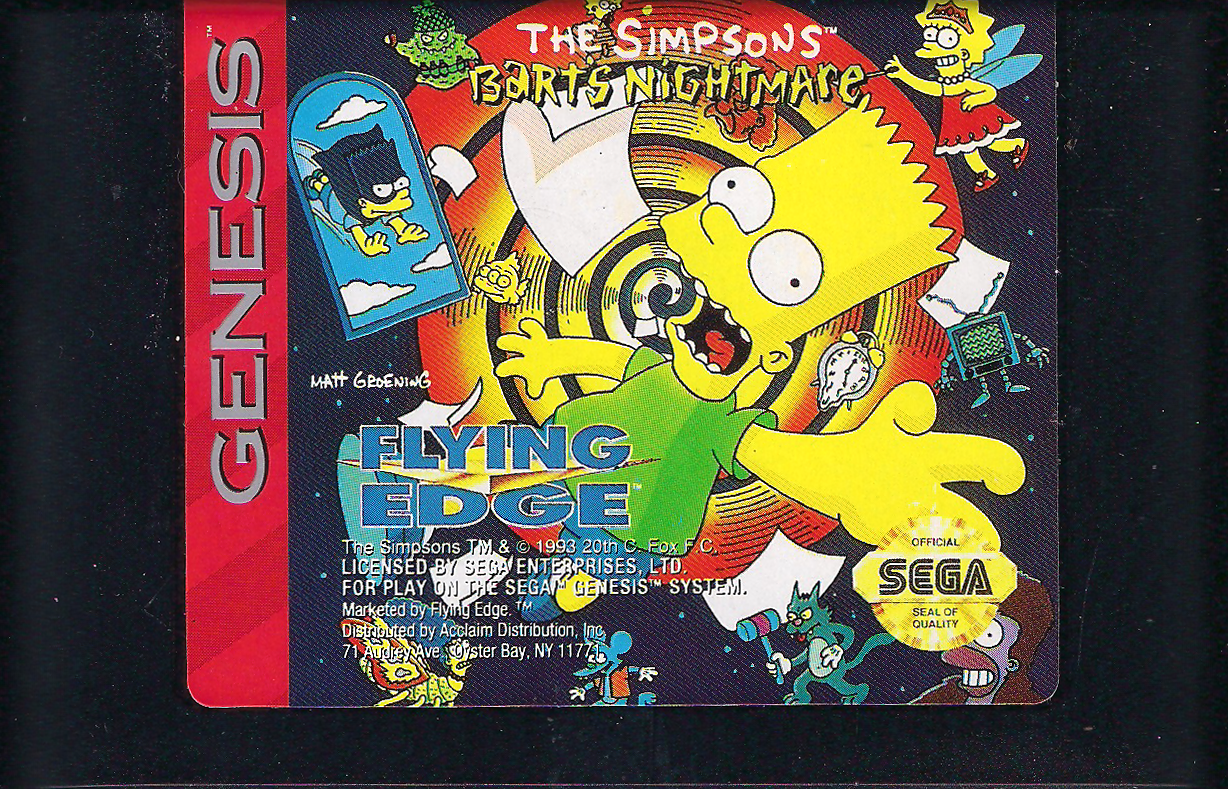 GENESIS™
THE SIMPSONS™
BART'S NIGHTMARE
MATT GROENING
FLYING
EDGE™
The Simpsons TM & © 1993 20th C. Fox F.C.
LICENSED BY SEGA ENTERPRISES, LTD.
FOR PLAY ON THE SEGA™ GENESIS™ SYSTEM.
Marketed by Flying Edge.™
Distributed by Acclaim Distribution, Inc.
71 Audrey Ave., Oyster Bay, NY 11771
OFFICIAL
SEGA
SEAL OF
QUALITY